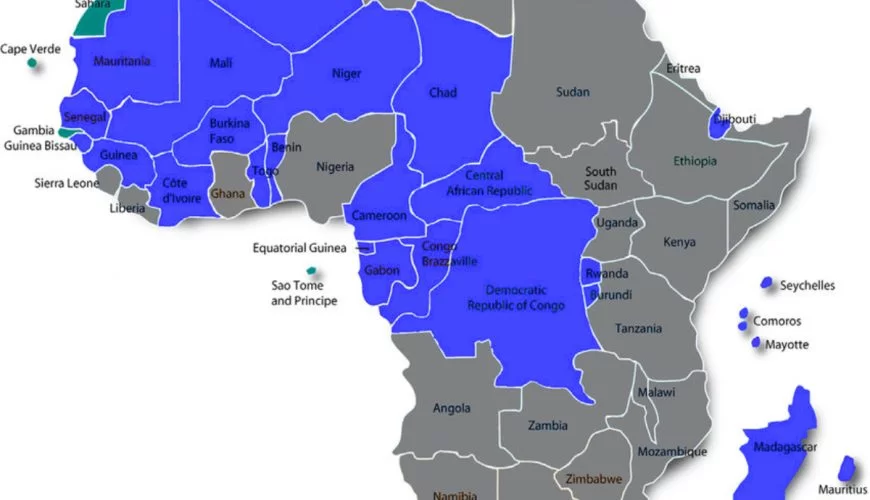 Sahara
Cape Verde
Mauritania
Mali
Niger
Chad
Sudan
Eritrea
Senegal
Gambia
Guinea Bissau
Guinea
Burkina
Faso
Benin
Togo
Nigeria
Djibouti
Ethiopia
Sierra Leone
Liberia
Côte
d'Ivoire
Ghana
Central
African Republic
South
Sudan
Somalia
Cameroon
Uganda
Kenya
Equatorial Guinea
Gabon
Congo
Brazzaville
Sao Tome
and Principe
Democratic
Republic of Congo
Rwanda
Burundi
Tanzania
Seychelles
Comoros
Mayotte
Angola
Zambia
Malawi
Mozambique
Madagascar
Zimbabwe
Namibia
Mauritius